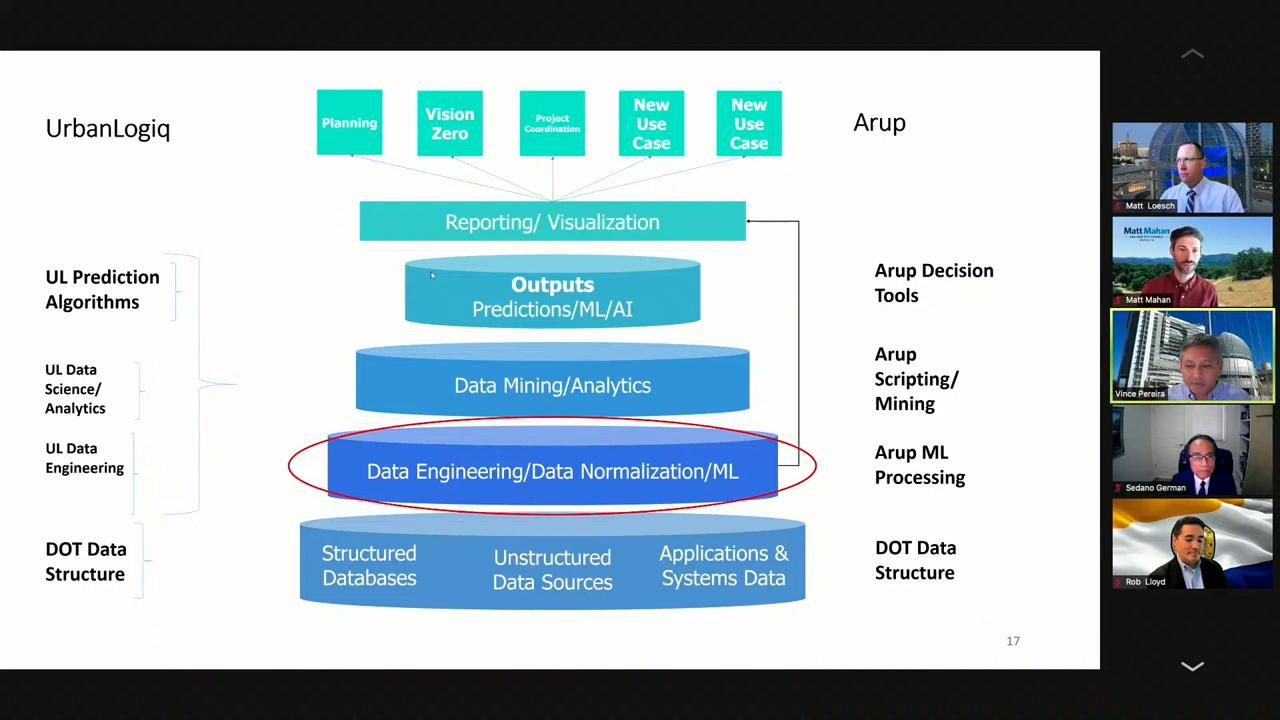 UrbanLogiq
Planning
Vision
Zero
Project
Coordination
New
Use
Case
New
Use
Case
Arup
Reporting/ Visualization
UL Prediction
Algorithms
Outputs
Predictions/ML/AI
Arup Decision
Tools
UL Data
Science/
Analytics
Data Mining/Analytics
Arup
Scripting/
Mining
UL Data
Engineering
Data Engineering/Data Normalization/ML
Arup ML
Processing
DOT Data
Structure
Structured
Databases
Unstructured
Data Sources
Applications &
Systems Data
DOT Data
Structure
17
Matt Loesch
Matt Mahan
Matt Mahan
Vince Pereira
Sedano German
Rob Lloyd